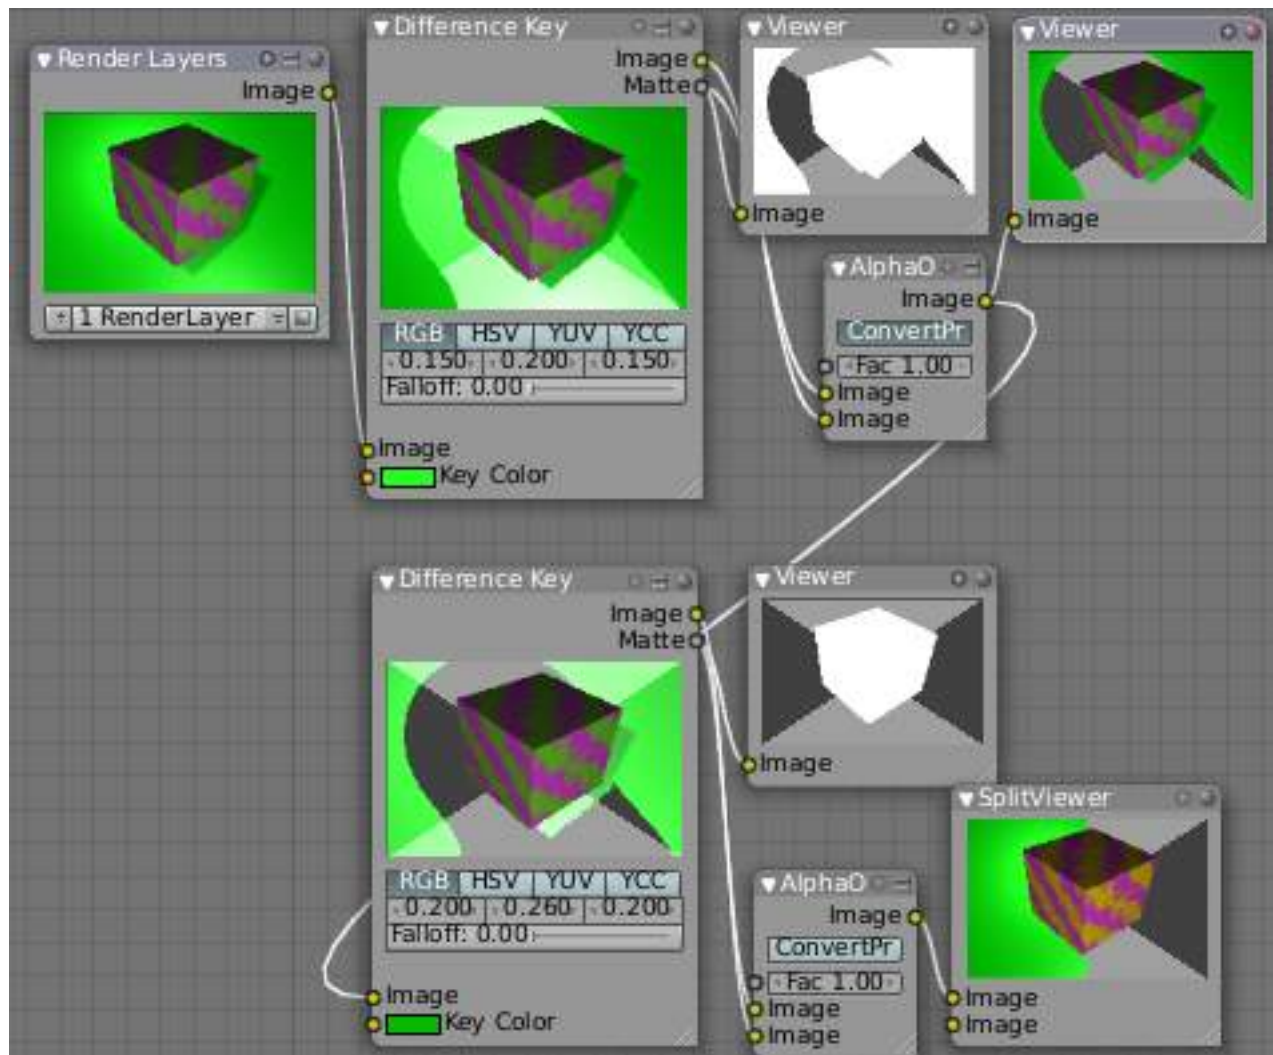 Render Layers
Image
1 RenderLayer
Difference Key
Image
Matte
RGB HSV YUV YCC
0.150 0.200 0.150
Falloff: 0.00
Image
Key Color
Viewer
Image
Viewer
Image
AlphaO
Image
ConvertPr
Fac 1.00
Image
Image
Difference Key
Image
Matte
RGB HSV YUV YCC
0.200 0.260 0.200
Falloff: 0.00
Image
Key Color
Viewer
Image
AlphaO
Image
ConvertPr
Fac 1.00
Image
Image
SplitViewer
Image
Image